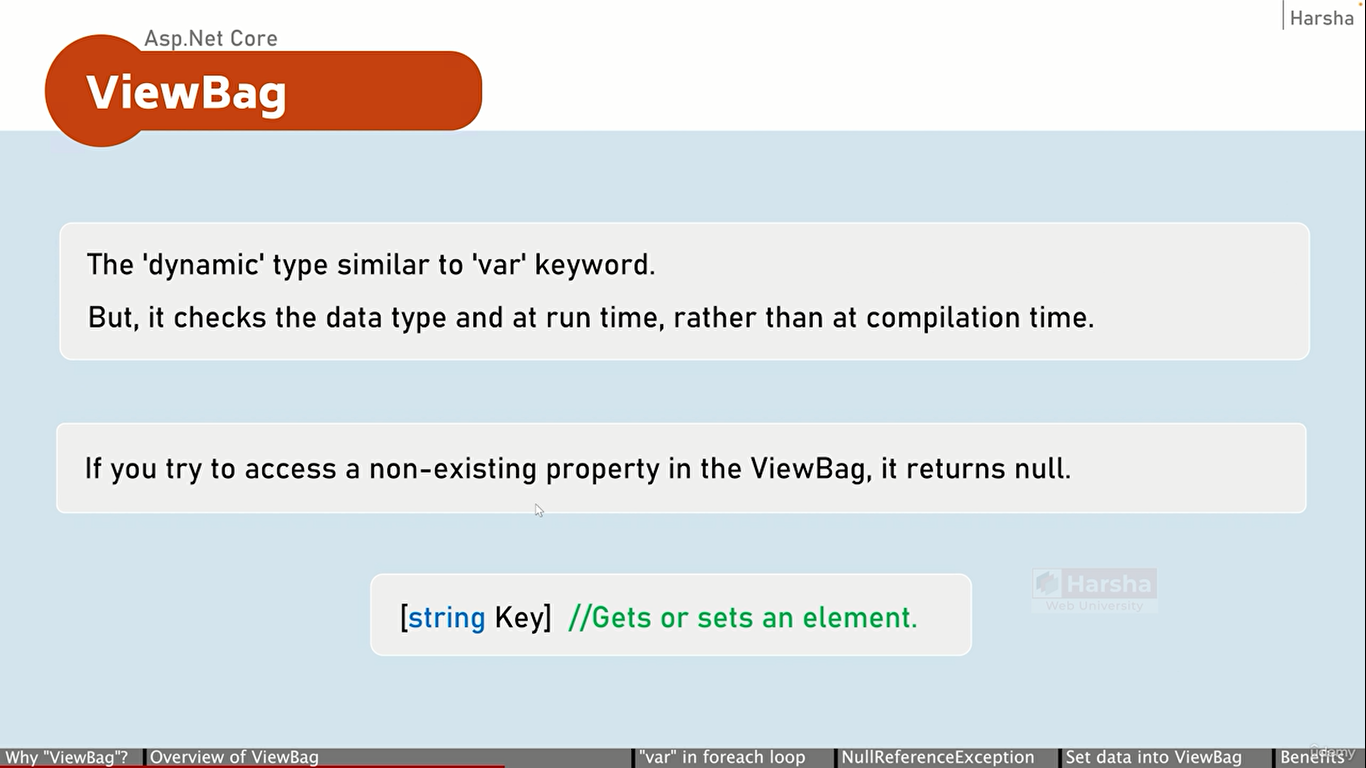 Harsha
Asp.Net Core
ViewBag
The 'dynamic' type similar to 'var' keyword.
But, it checks the data type and at run time, rather than at compilation time.
If you try to access a non-existing property in the ViewBag, it returns null.
[string Key] //Gets or sets an element.
Harsha
Web University
Why "ViewBag"? Overview of ViewBag "var" in foreach loop NullReferenceException Set data into ViewBag Benefits
ûdemy